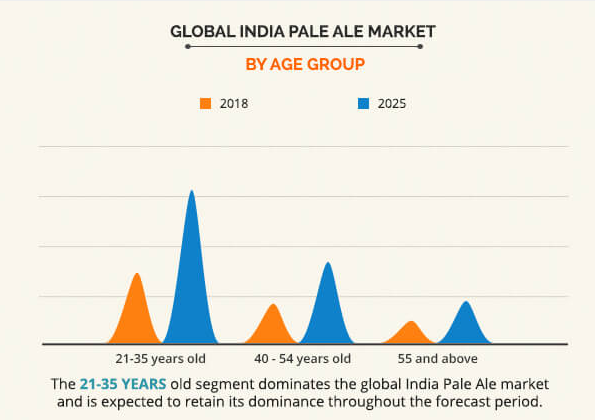 GLOBAL INDIA PALE ALE MARKET
BY AGE GROUP
2018 2025
21-35 years old 40 - 54 years old 55 and above
The 21-35 YEARS old segment dominates the global India Pale Ale market
and is expected to retain its dominance throughout the forecast period.